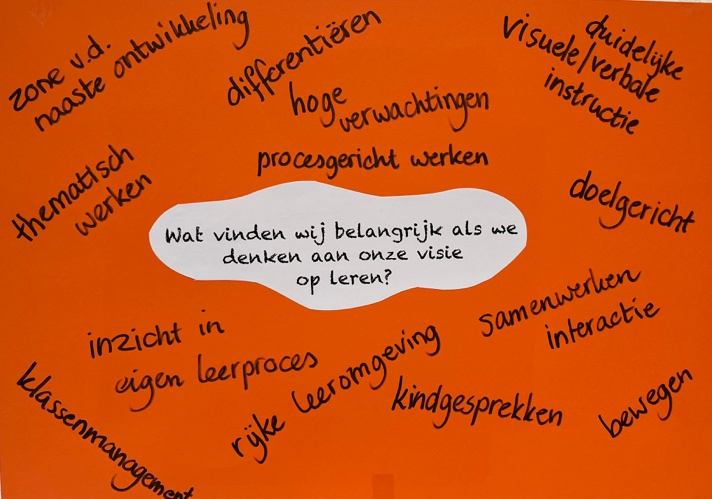 zone v.d.
naaste ontwikkeling
differentiëren
hoge
verwachtingen
duidelijke
visuele/verbale
instructie
procesgericht werken
thematisch
werken
doelgericht
Wat vinden wij belangrijk als we
denken aan onze visie
op leren?
inzicht in
eigen leerproces
samenwerken
interactie
klassenmanagement
rijke leeromgeving
kindgesprekken
bewegen